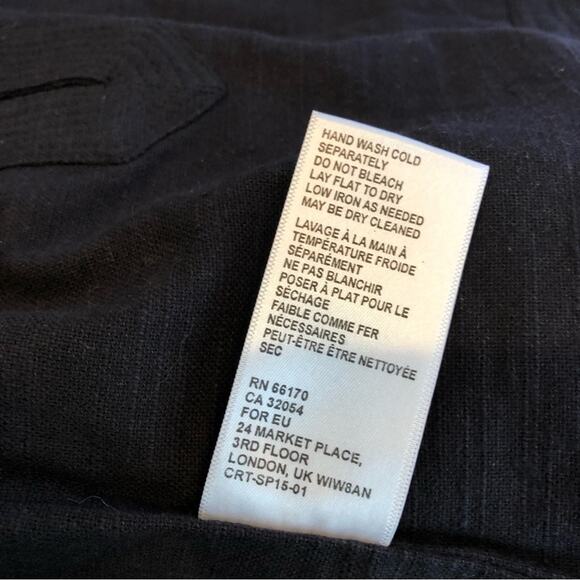 HAND WASH COLD
SEPARATELY
DO NOT BLEACH
LAY FLAT TO DRY
LOW IRON AS NEEDED
MAY BE DRY CLEANED
LAVAGE À LA MAIN À
TEMPÉRATURE FROIDE
SÉPARÉMENT
NE PAS BLANCHIR
POSER À PLAT POUR LE
SÉCHAGE
FAIBLE COMME FER
NÉCESSAIRES
PEUT-ÊTRE ÊTRE NETTOYÉE
SEC
RN 66170
CA 32054
FOR EU
24 MARKET PLACE,
3RD FLOOR
LONDON, UK WIW8AN
CRT-SP15-01